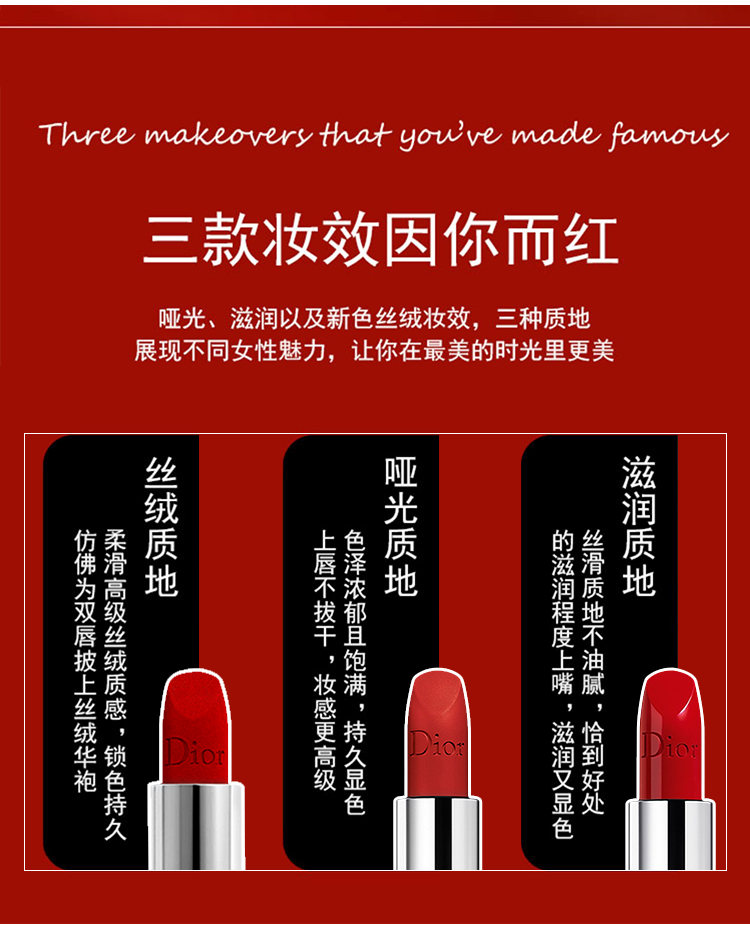 Three makeovers that you've made famous
三款妆效因你而红
哑光、滋润以及新色丝绒妆效，三种质地
展现不同女性魅力，让你在最美的时光里更美
丝绒质地
柔滑高级丝绒质感，锁色持久
仿佛为双唇披上丝绒华袍
Dior
哑光质地
色泽浓郁且饱满，持久显色
上唇不拔干，妆感更高级
Dior
滋润质地
丝滑质地不油腻，恰到好处
的滋润程度上嘴，滋润又显色
Dior